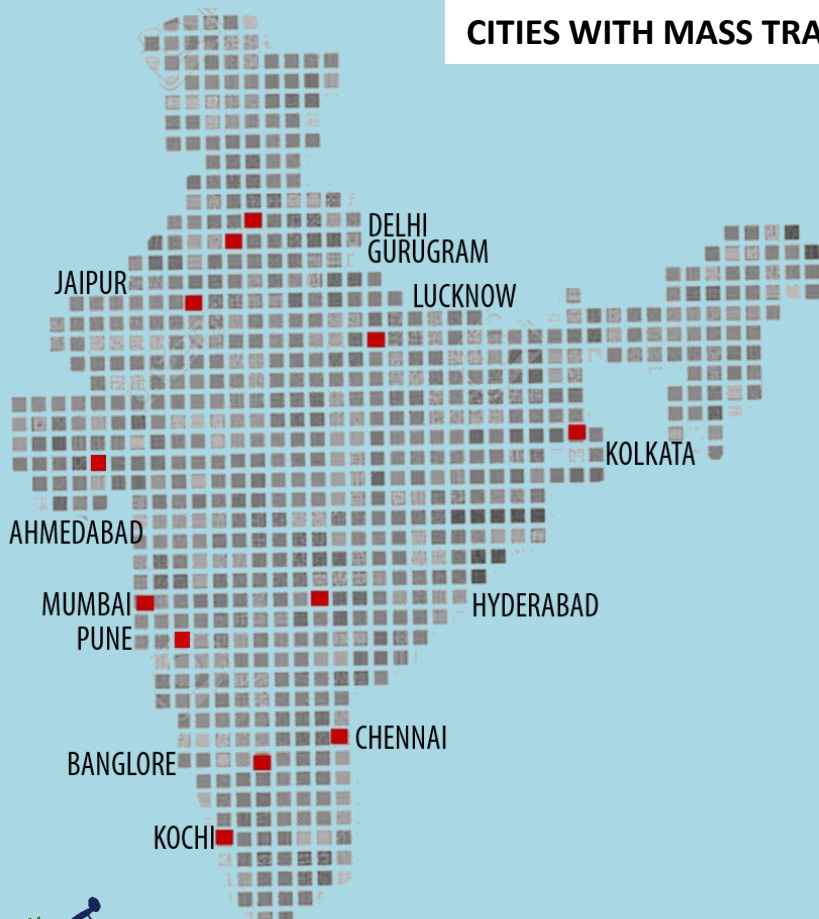 CITIES WITH MASS TRA
DELHI
GURUGRAM
JAIPUR
LUCKNOW
KOLKATA
AHMEDABAD
MUMBAI
HYDERABAD
PUNE
CHENNAI
BANGLORE
KOCHI